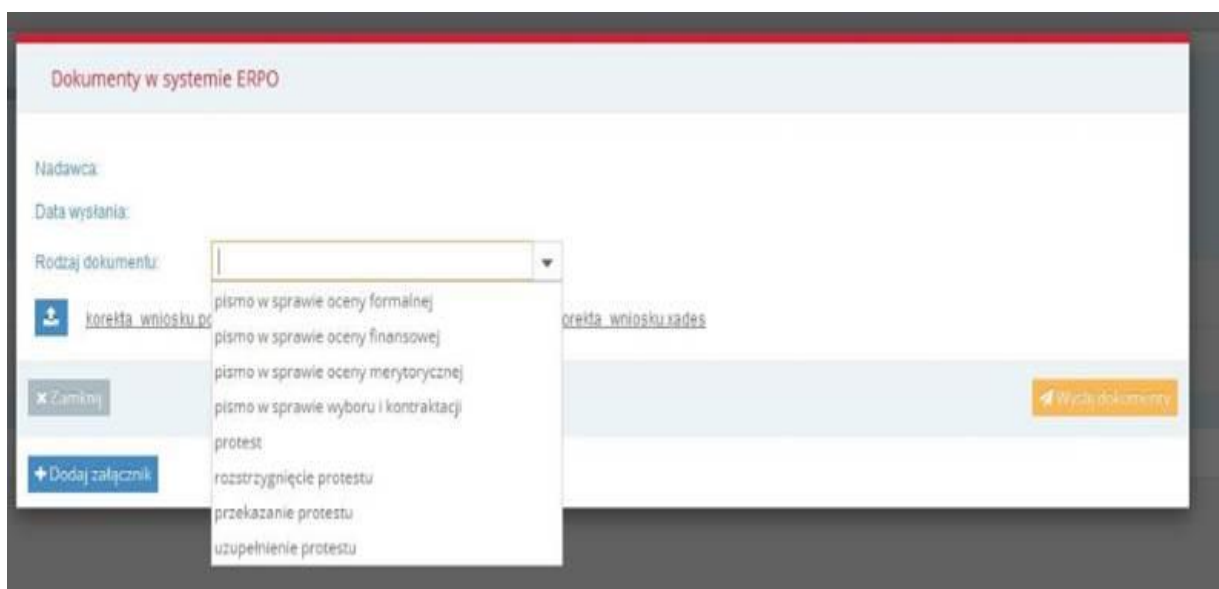 Dokumenty w systemie ERPO
Nadawca:
Data wysłania:
Rodzaj dokumentu:
pismo w sprawie oceny formalnej
korekta_wniosku.po orekta_wniosku.xades
pismo w sprawie oceny finansowej
pismo w sprawie oceny merytorycznej
Zamknij
pismo w sprawie wyboru i kontraktacji
Wyślij dokumenty
protest
Dodaj załącznik
rozstrzygnięcie protestu
przekazanie protestu
uzupełnienie protestu